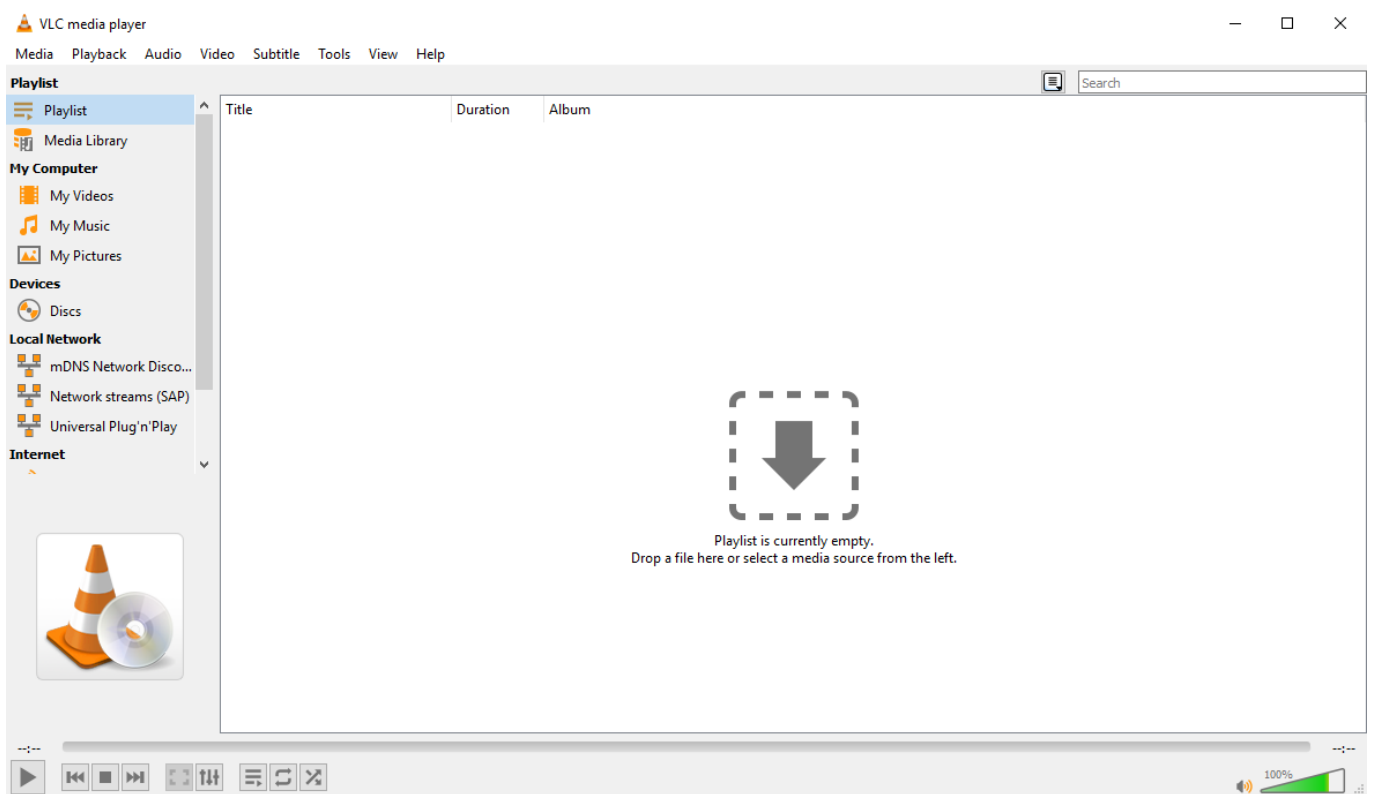 VLC media player
Media Playback Audio Video Subtitle Tools View Help
Playlist
Search
Playlist
Title Duration Album
Media Library
My Computer
My Videos
My Music
My Pictures
Devices
Discs
Local Network
mDNS Network Disco...
Network streams (SAP)
Universal Plug'n'Play
Internet
Playlist is currently empty.
Drop a file here or select a media source from the left.
--:-- --:--
100%